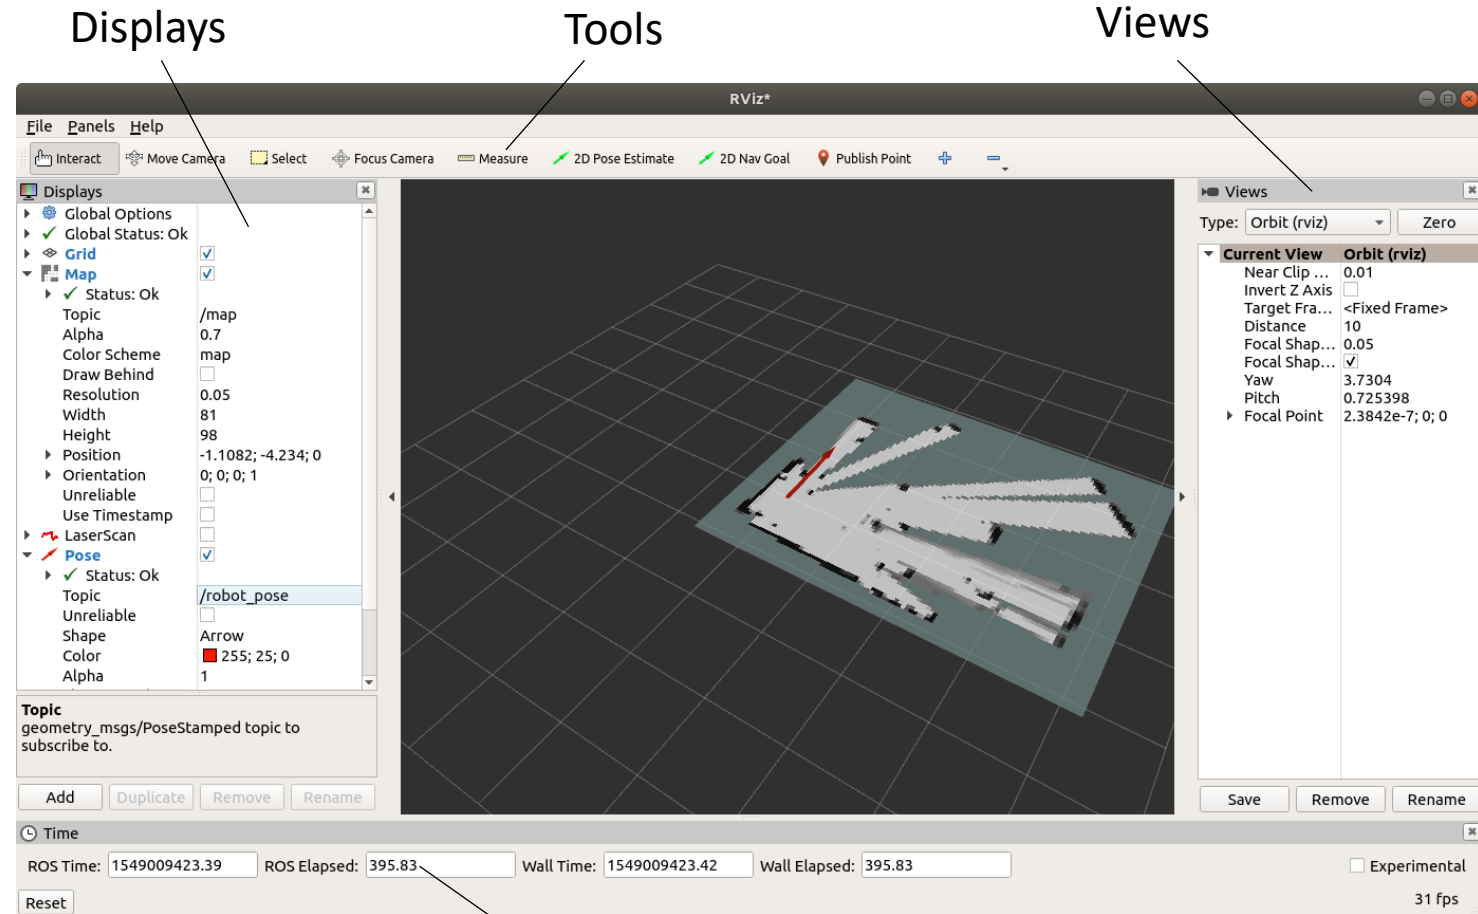 Displays
Tools
Views
RViz*
File Panels Help
Interact Move Camera Select Focus Camera Measure 2D Pose Estimate 2D Nav Goal Publish Point
Displays
Global Options
Global Status: Ok
Grid
Map
Status: Ok
Topic /map
Alpha 0.7
Color Scheme map
Draw Behind
Resolution 0.05
Width 81
Height 98
Position -1.1082; -4.234; 0
Orientation 0; 0; 0; 1
Unreliable
Use Timestamp
LaserScan
Pose
Status: Ok
Topic /robot_pose
Unreliable
Shape Arrow
Color 255; 25; 0
Alpha 1
Topic
geometry_msgs/PoseStamped topic to
subscribe to.
Add Duplicate Remove Rename
Views
Type: Orbit (rviz) Zero
Current View Orbit (rviz)
Near Clip ... 0.01
Invert Z Axis
Target Fra... <Fixed Frame>
Distance 10
Focal Shap... 0.05
Focal Shap...
Yaw 3.7304
Pitch 0.725398
Focal Point 2.3842e-7; 0; 0
Save Remove Rename
Time
ROS Time: 1549009423.39 ROS Elapsed: 395.83 Wall Time: 1549009423.42 Wall Elapsed: 395.83 Experimental
Reset 31 fps